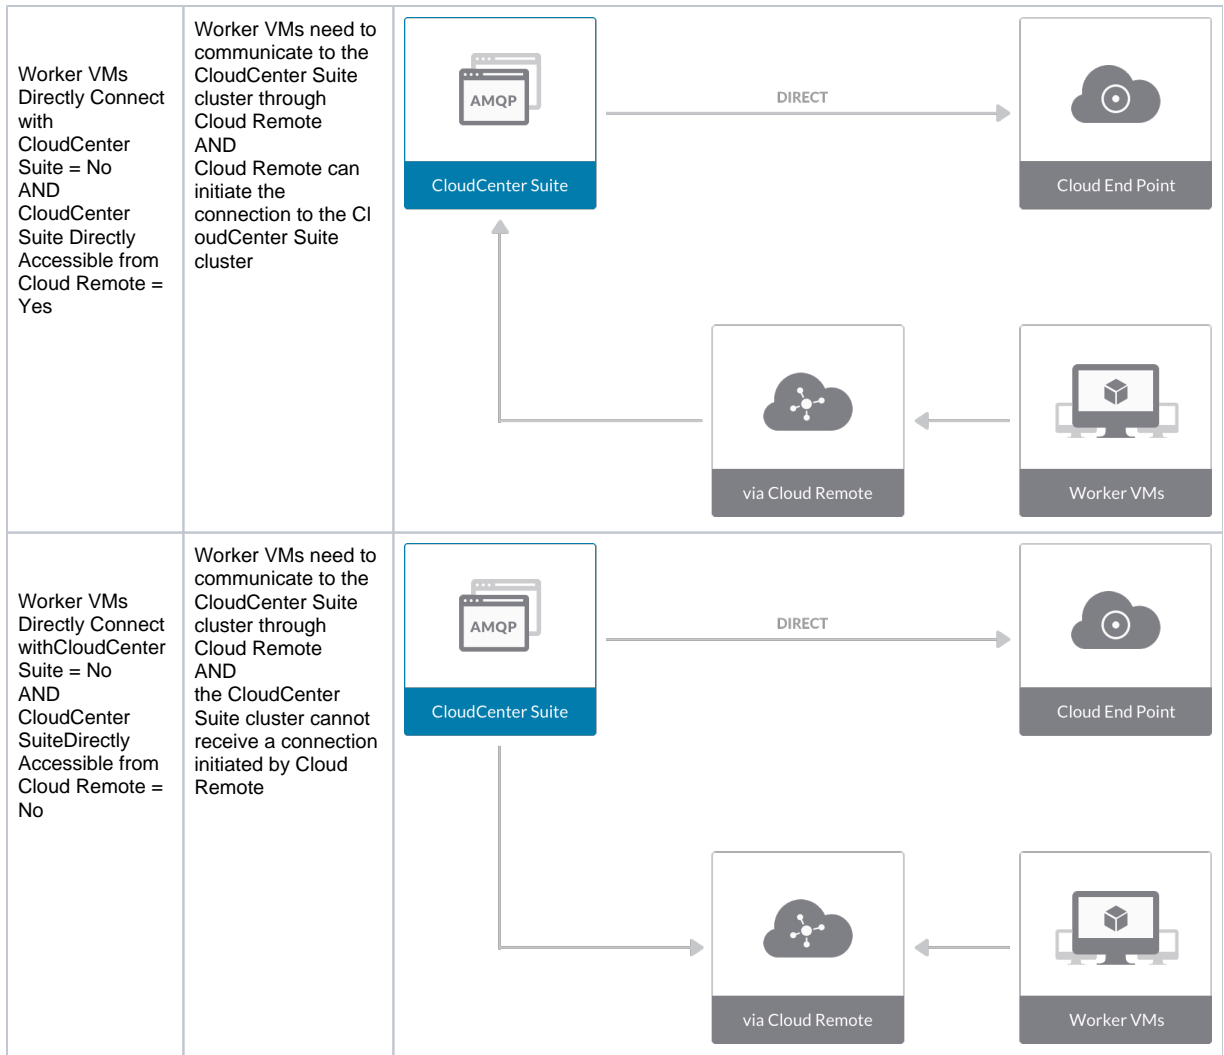 Worker VMs
Directly Connect
with
CloudCenter
Suite = No
AND
CloudCenter
Suite Directly
Accessible from
Cloud Remote =
Yes
Worker VMs need to
communicate to the
CloudCenter Suite
cluster through
Cloud Remote
AND
Cloud Remote can
initiate the
connection to the Cl
oudCenter Suite
cluster
AMQP
CloudCenter Suite
DIRECT
Cloud End Point
via Cloud Remote
Worker VMs
Worker VMs
Directly Connect
withCloudCenter
Suite = No
AND
CloudCenter
SuiteDirectly
Accessible from
Cloud Remote =
No
Worker VMs need to
communicate to the
CloudCenter Suite
cluster through
Cloud Remote
AND
the CloudCenter
Suite cluster cannot
receive a connection
initiated by Cloud
Remote
AMQP
CloudCenter Suite
DIRECT
Cloud End Point
via Cloud Remote
Worker VMs